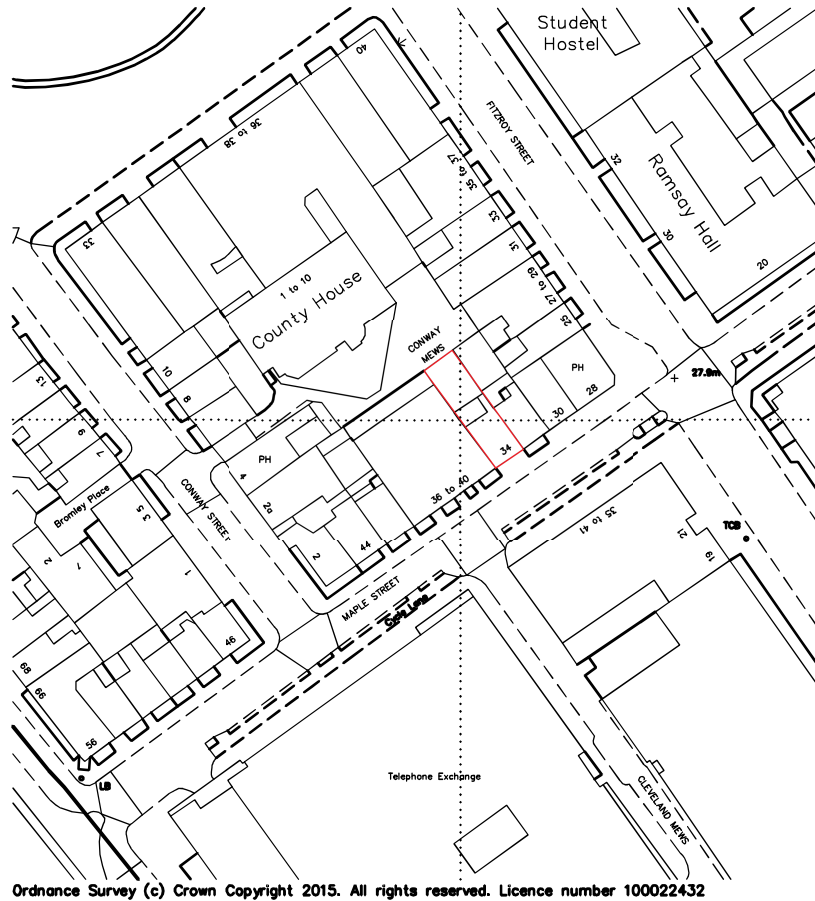 Student
Hostel
40
FITZROY STREET
36 to 38
35 to 37
32
Ramsay Hall
33
33
31
30
20
1 to 10
County House
27 to 29
25
CONWAY
MEWS
10
8
13
PH
28
27.9m
30
9
7
34
PH
4
2a
36 to 40
Bromley Place
CONWAY STREET
3
5
35 to 41
TCB
21
19
2
7
1
2
44
MAPLE STREET
Cycle Lane
46
68
66
56
LB
Telephone Exchange
CLEVELAND MEWS
Ordnance Survey (c) Crown Copyright 2015. All rights reserved. Licence number 100022432